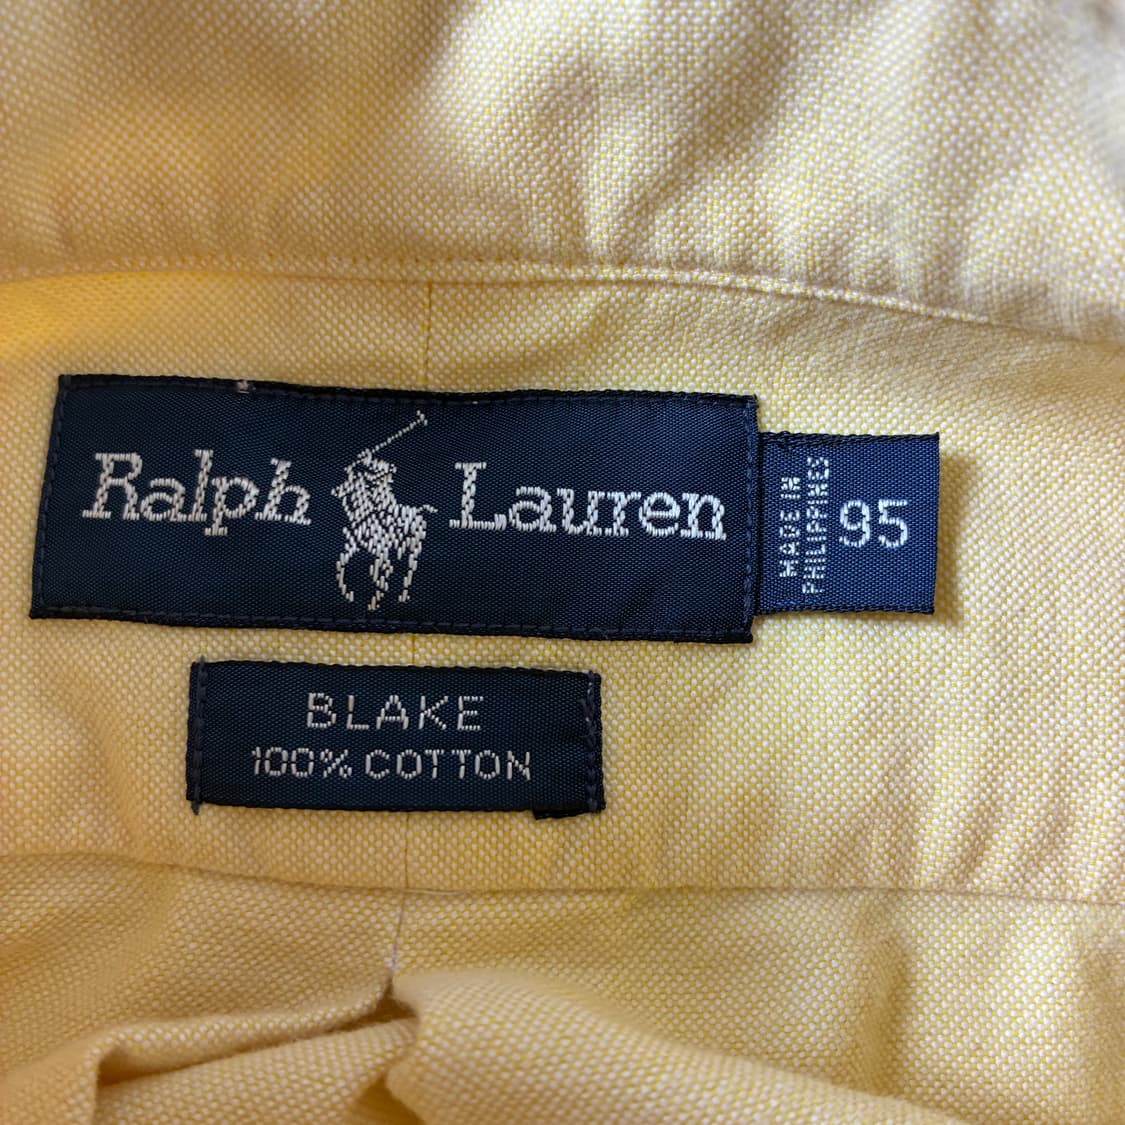 Ralph Lauren
MADE IN
PHILIPPINES
95
BLAKE
100% COTTON